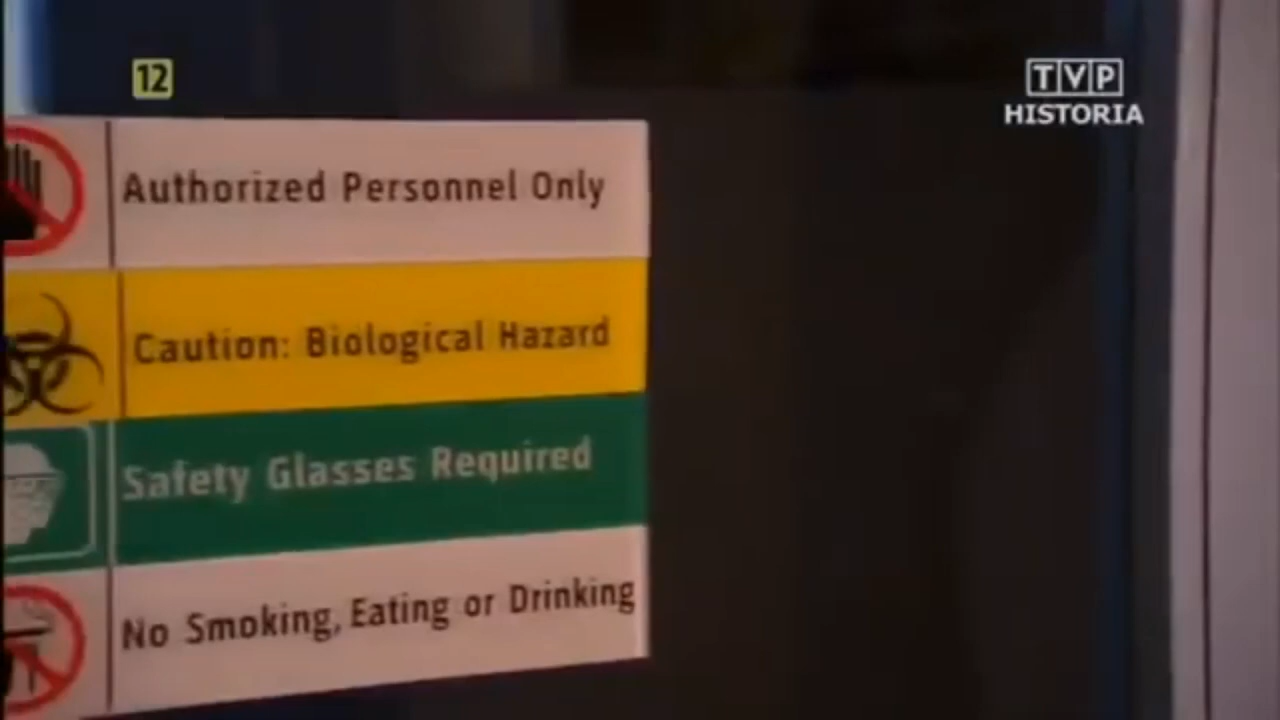 12
TVP
HISTORIA
Authorized Personnel Only
Caution: Biological Hazard
Safety Glasses Required
No Smoking, Eating or Drinking